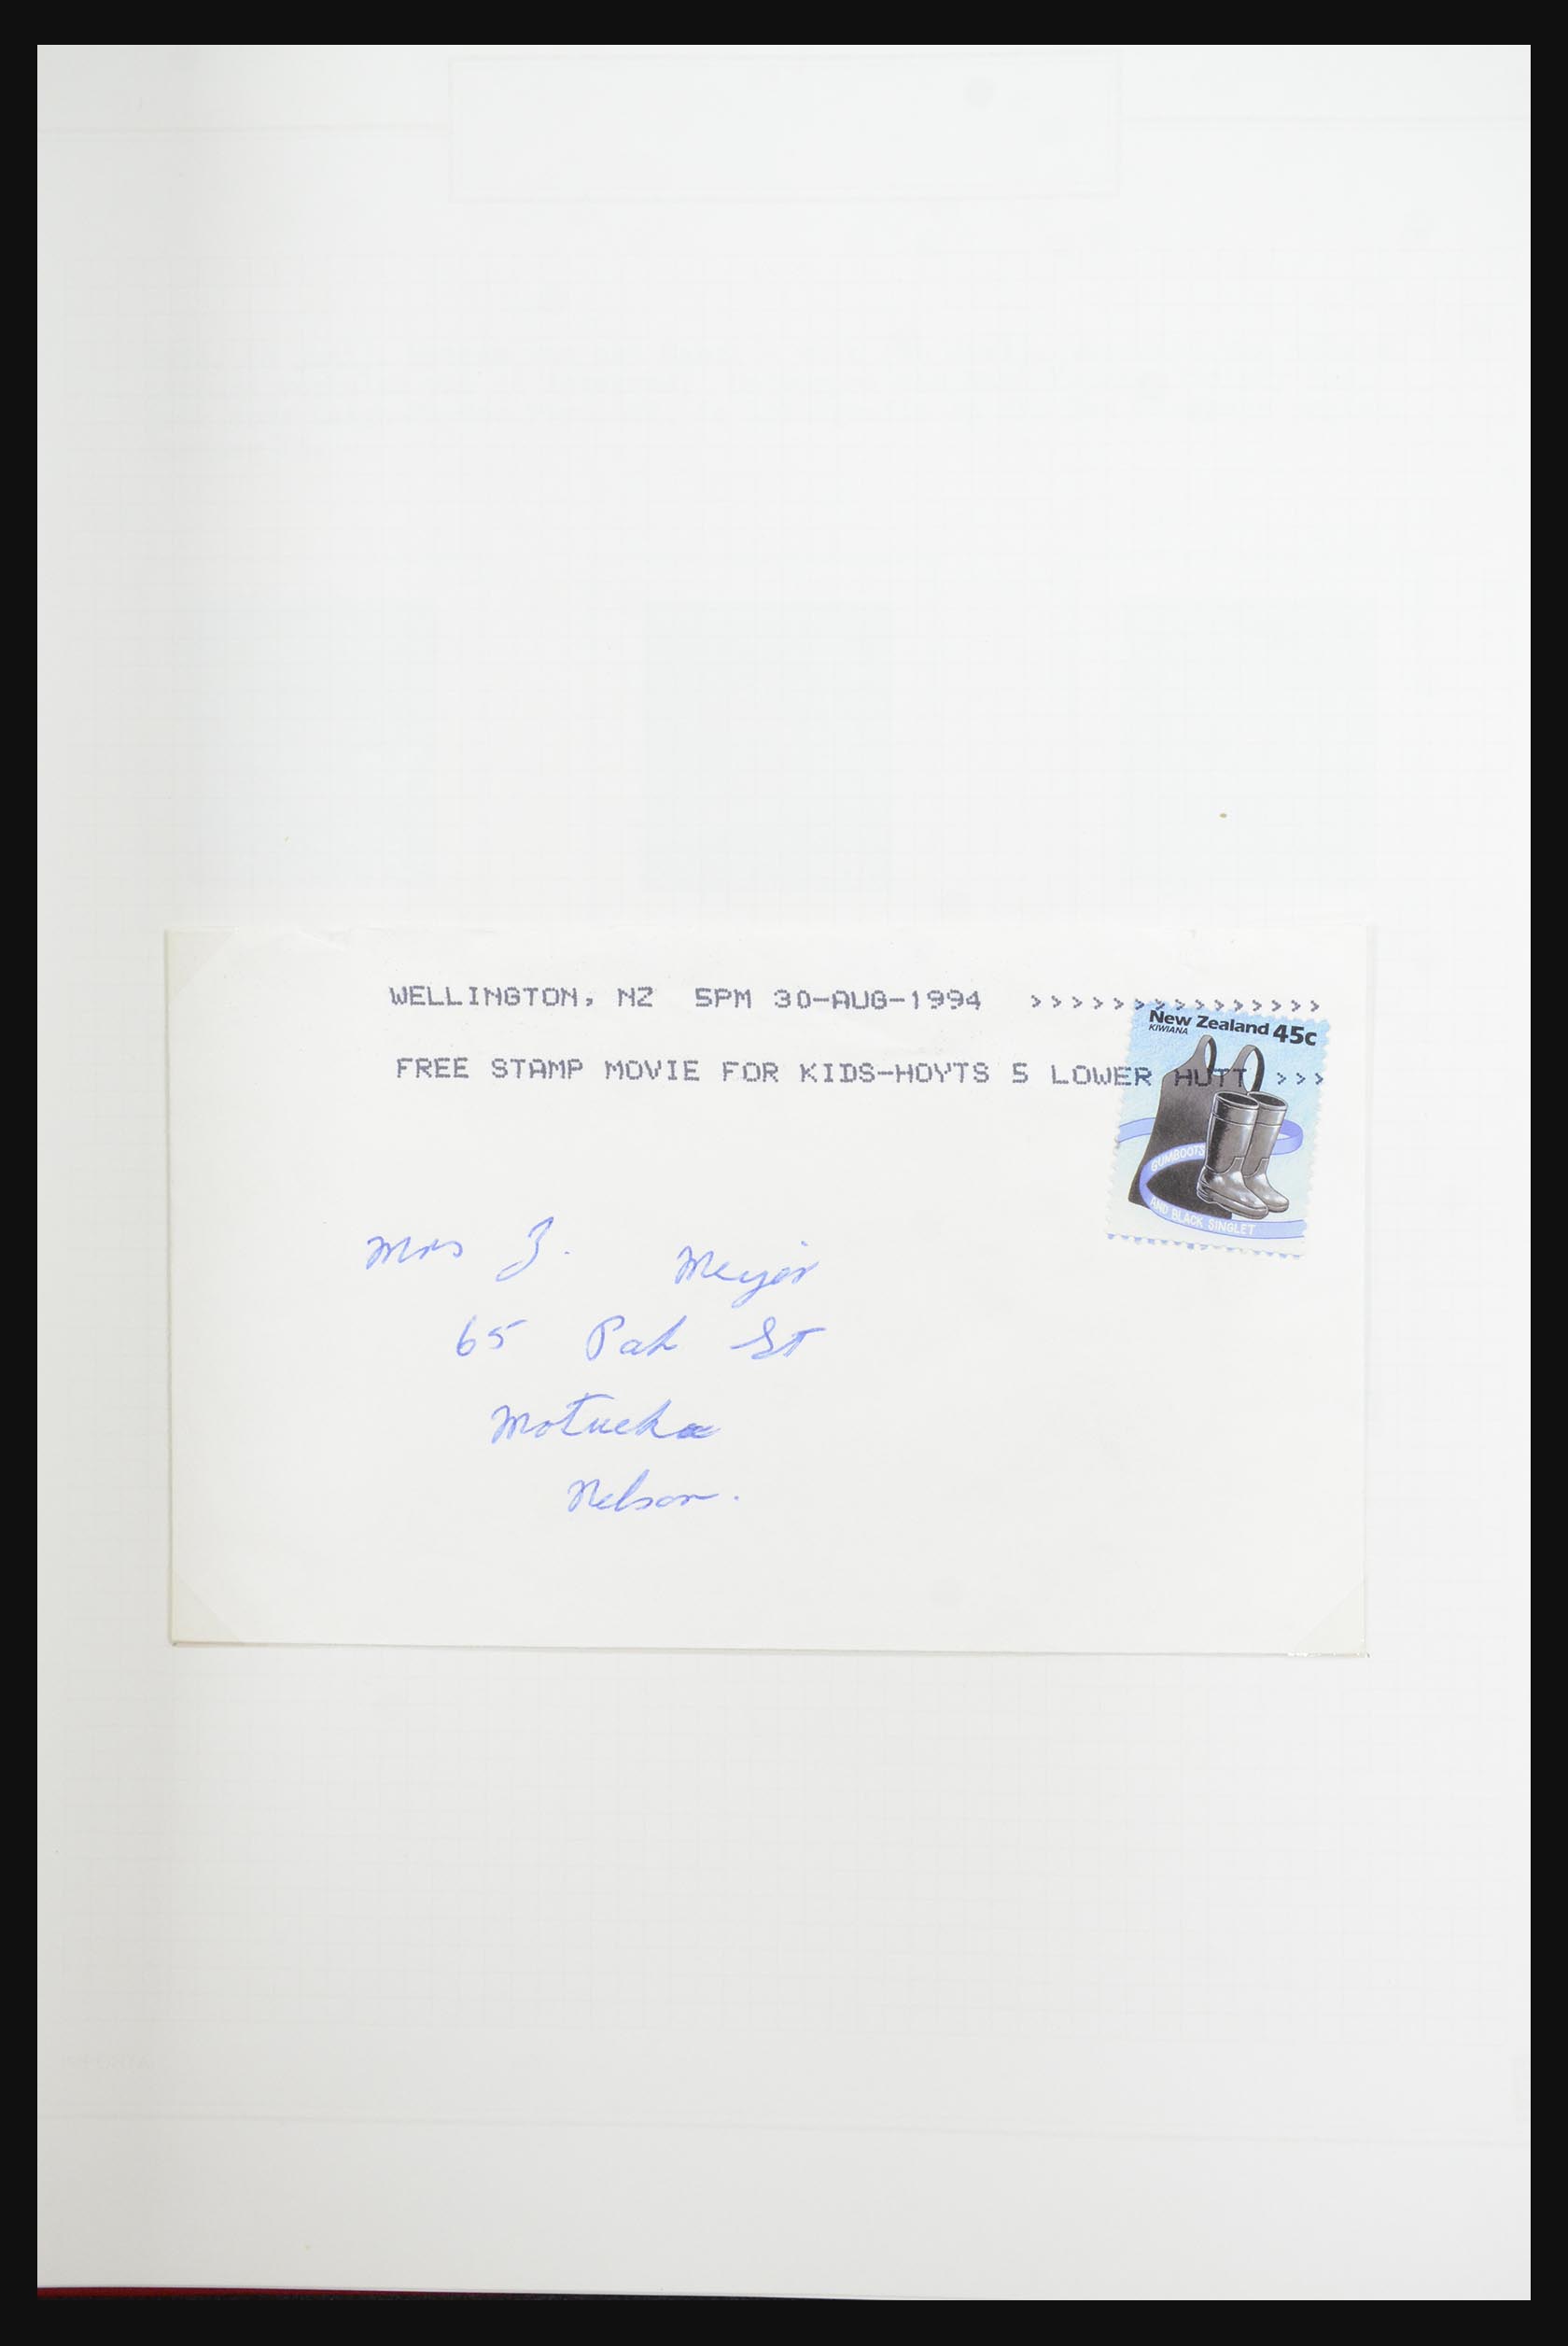 WELLINGTON, NZ 5PM 30-AUG-1994 >>>>>>>>>>>>>>>
New Zealand 45c
KIWIANA
FREE STAMP MOVIE FOR KIDS-HOYTS 5 LOWER HUTT >>>
GUMBOOTS
AND BLACK SINGLET
Mrs Z. Meyer
65 Pah St
Motueka
Nelson.